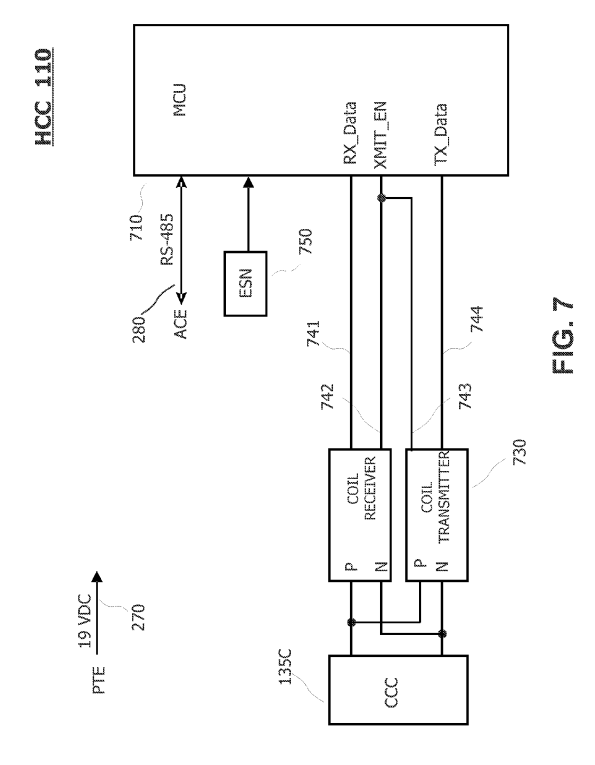 HCC 110
MCU
710
RS-485
280
ACE
ESN
750
RX_Data
XMIT_EN
TX_Data
741
742
743
744
COIL
RECEIVER
P
N
COIL
TRANSMITTER
P
N
730
135C
CCC
PTE
19 VDC
270
FIG. 7